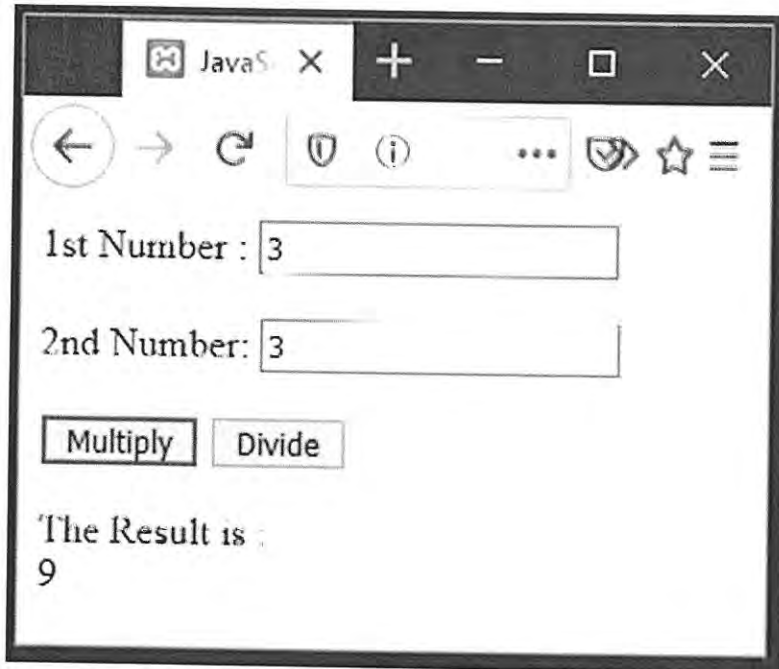 JavaS
1st Number : 3
2nd Number: 3
Multiply Divide
The Result is :
9